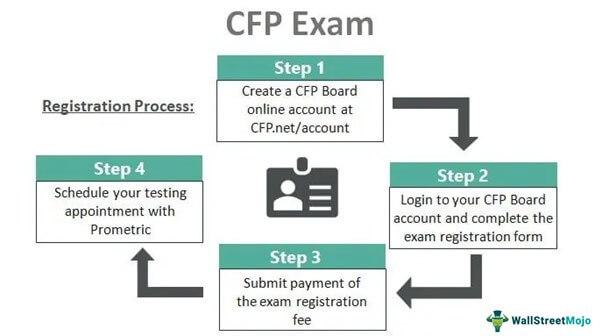 CFP Exam
Registration Process:
Step 1
Create a CFP Board
online account at
CFP.net/account
Step 2
Login to your CFP Board
account and complete the
exam registration form
Step 3
Submit payment of
the exam registration
fee
Step 4
Schedule your testing
appointment with
Prometric
WallStreetMojo